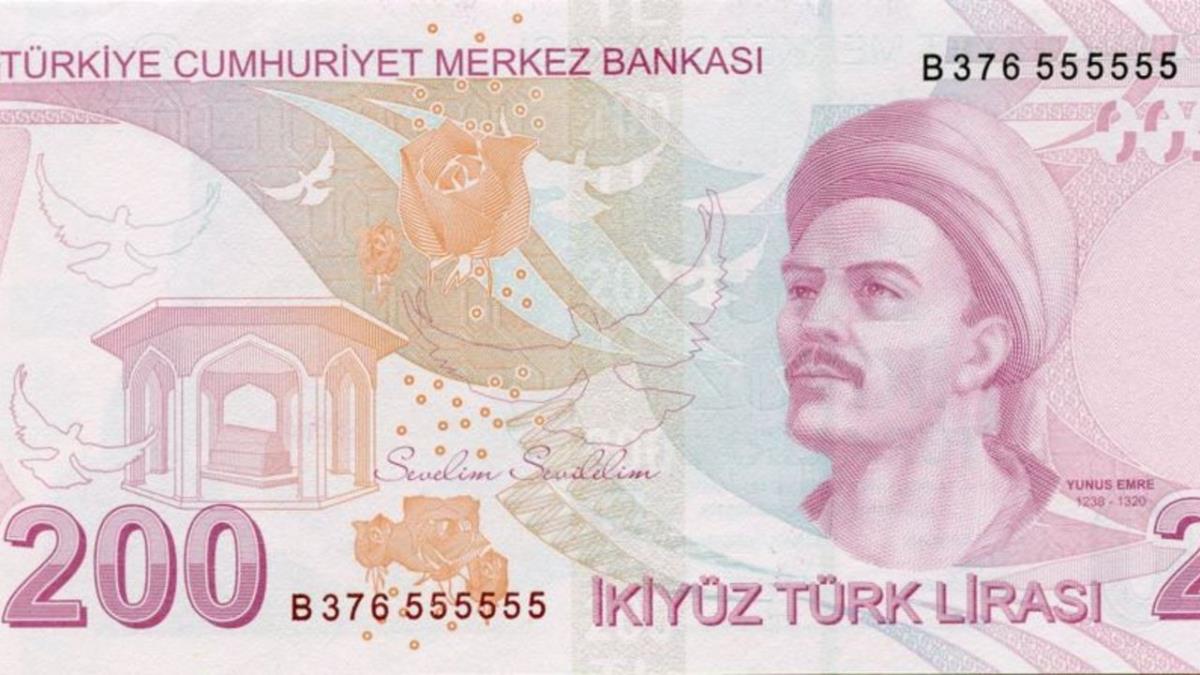 TÜRKİYE CUMHURİYET MERKEZ BANKASI
B376 555555
Sevelim Sevilelim
YUNUS EMRE
1238 - 1320
200
B376 555555
İKİYÜZ TÜRK LİRASI
2